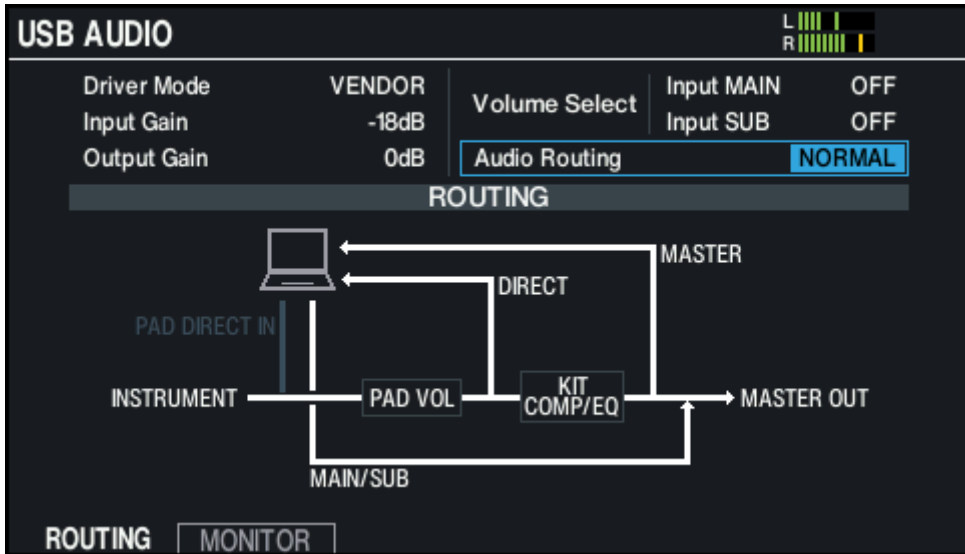 USB AUDIO
L
R
Driver Mode VENDOR
Input Gain -18dB
Output Gain 0dB
Volume Select
Input MAIN OFF
Input SUB OFF
Audio Routing NORMAL
ROUTING
MASTER
DIRECT
PAD DIRECT IN
INSTRUMENT
PAD VOL
KIT
COMP/EQ
MASTER OUT
MAIN/SUB
ROUTING MONITOR